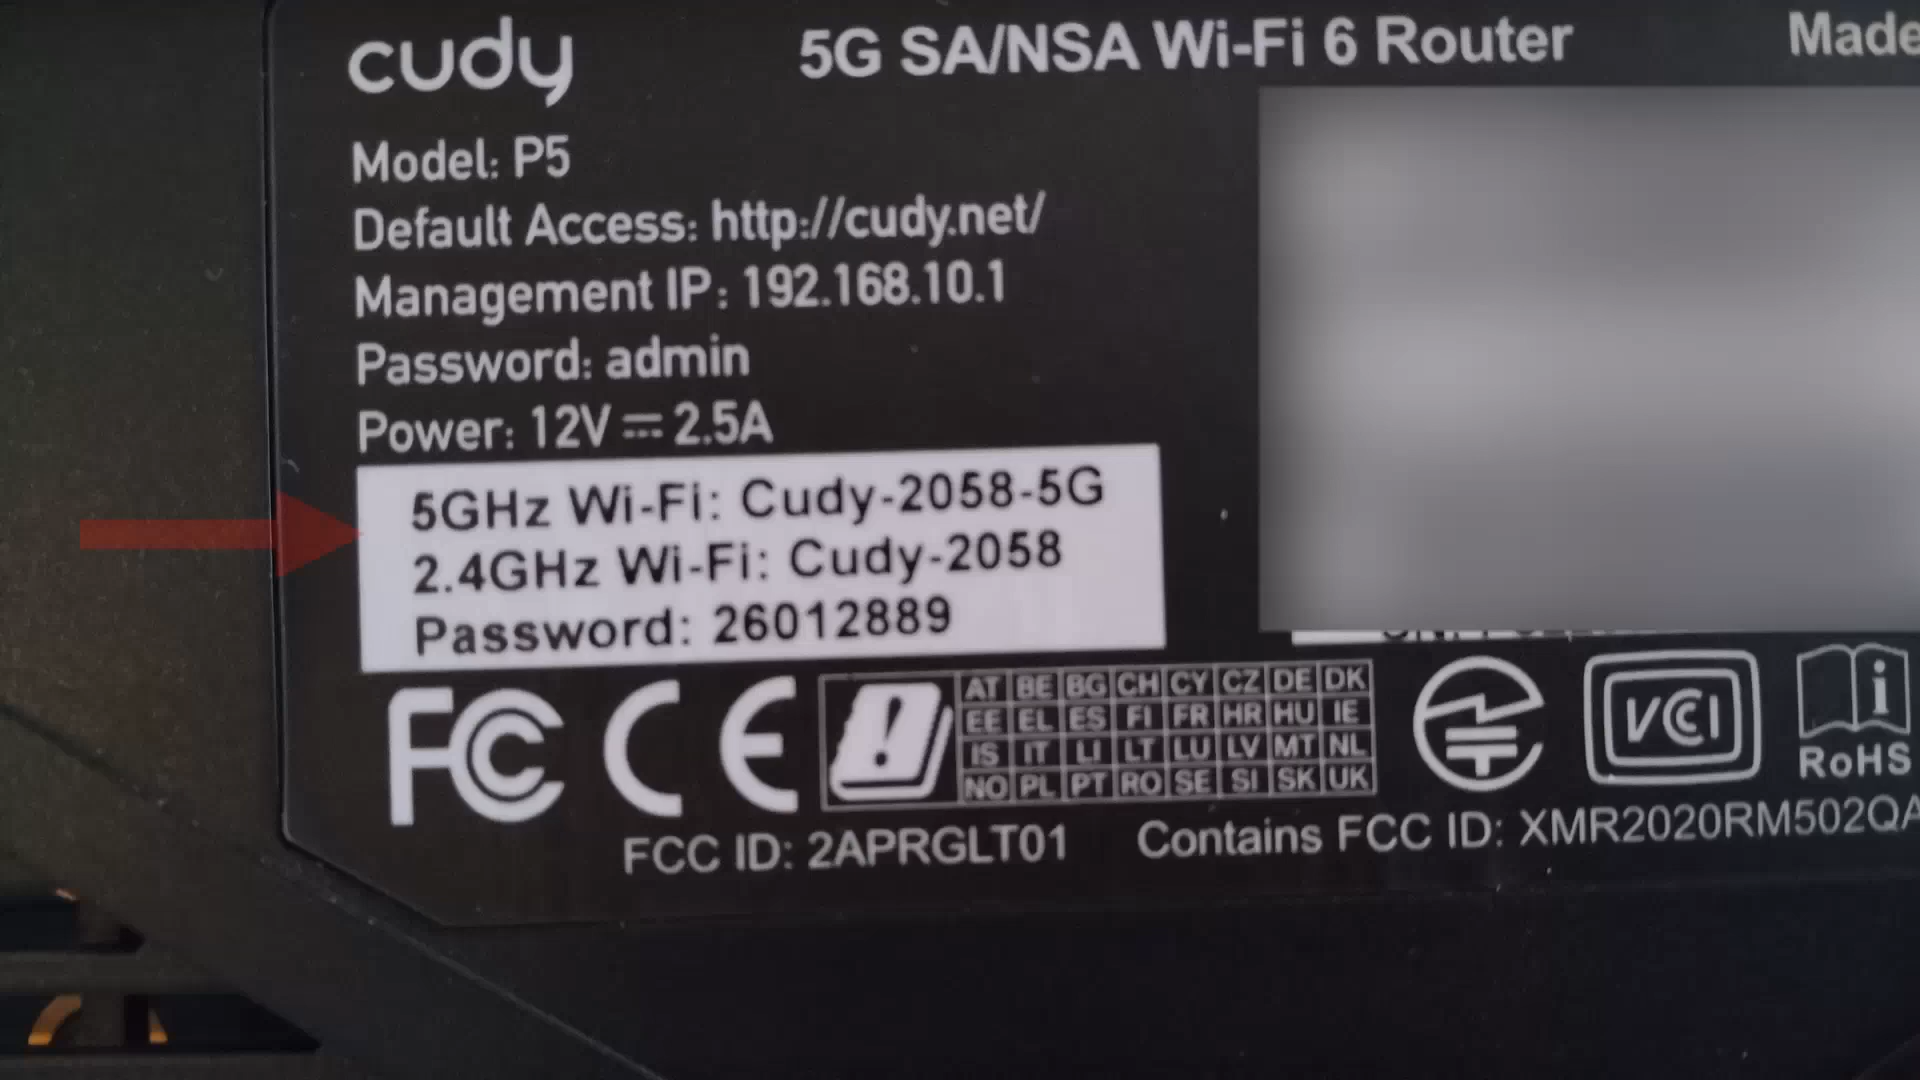 cudy
5G SA/NSA Wi-Fi 6 Router
Made
Model: P5
Default Access: http://cudy.net/
Management IP: 192.168.10.1
Password: admin
Power: 12V ⎓ 2.5A
5GHz Wi-Fi: Cudy-2058-5G
2.4GHz Wi-Fi: Cudy-2058
Password: 26012889
FC CE
AT BE BG CH CY CZ DE DK
EE EL ES FI FR HR HU IE
IS IT LI LT LU LV MT NL
NO PL PT RO SE SI SK UK
VCCI
RoHS
FCC ID: 2APRGLT01
Contains FCC ID: XMR2020RM502QA